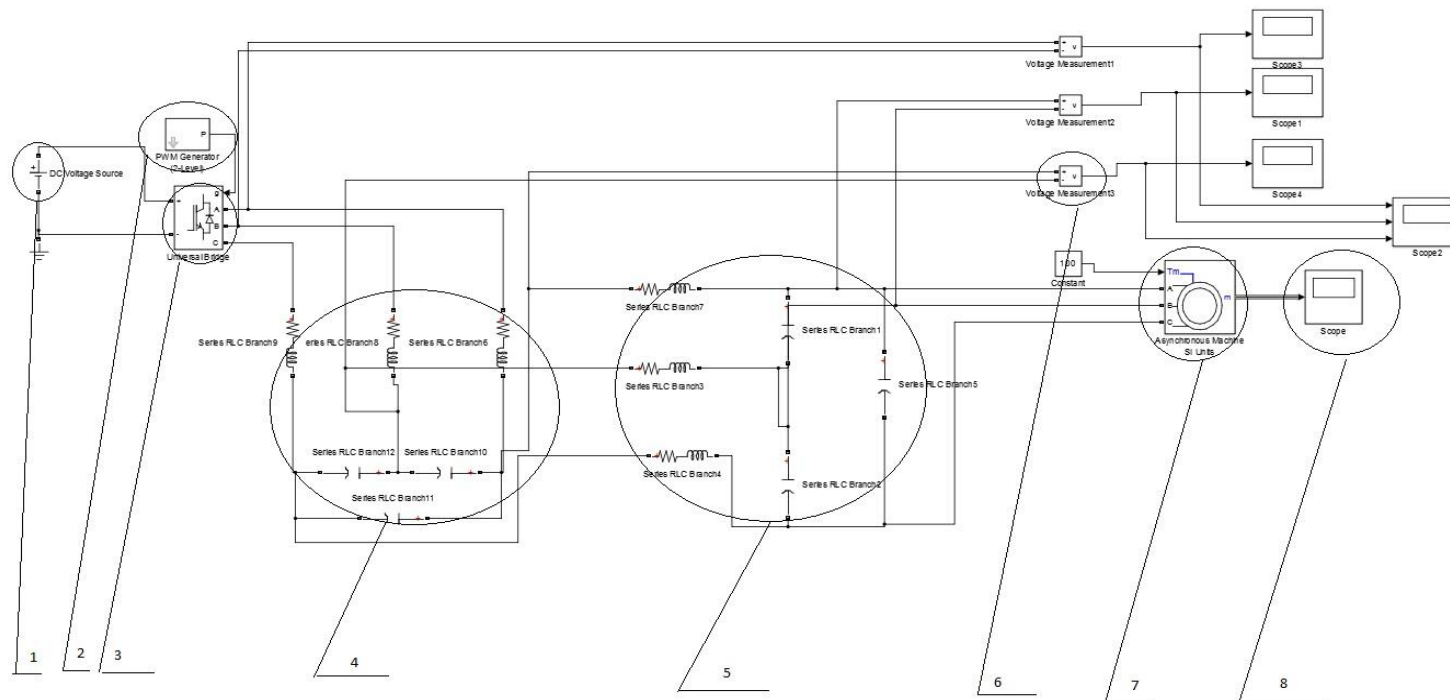 Scope3
Voltage Measurement1
Scope1
Voltage Measurement2
P
PWM Generator
(2-Level)
DC Voltage Source
Scope4
Voltage Measurement3
g
A
B
C
Universal Bridge
Scope2
100
Constant
Tm
A
B
C
m
Asynchronous Machine
SI Units
Scope
Series RLC Branch7
Series RLC Branch1
Series RLC Branch9
eries RLC Branch8
Series RLC Branch6
Series RLC Branch3
Series RLC Branch5
Series RLC Branch12
Series RLC Branch10
Series RLC Branch4
Series RLC Branch2
Series RLC Branch11
1
2
3
4
5
6
7
8